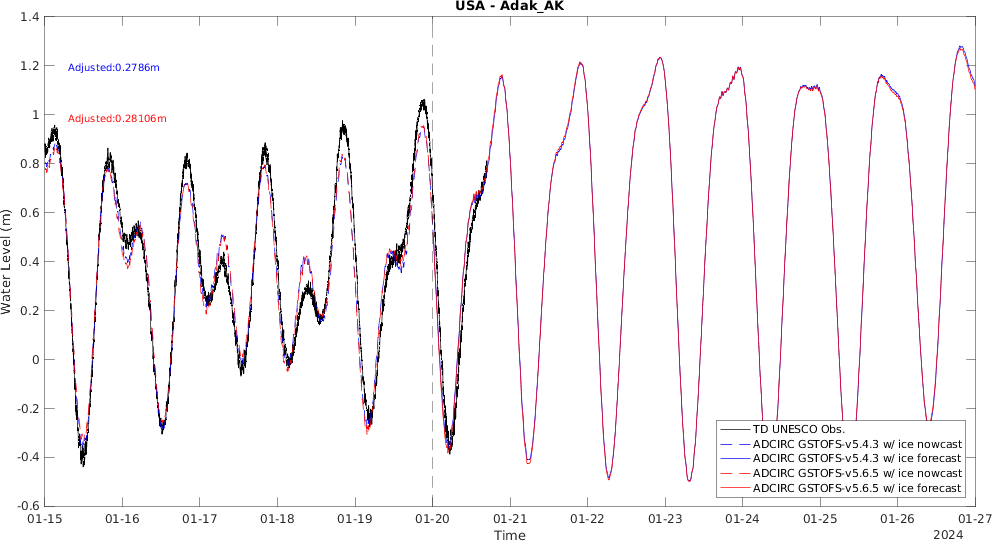 USA - Adak_AK
1.4
1.2
1
0.8
0.6
0.4
0.2
0
-0.2
-0.4
-0.6
Water Level (m)
Adjusted:0.2786m
Adjusted:0.28106m
TD UNESCO Obs.
ADCIRC GSTOFS-v5.4.3 w/ ice nowcast
ADCIRC GSTOFS-v5.4.3 w/ ice forecast
ADCIRC GSTOFS-v5.6.5 w/ ice nowcast
ADCIRC GSTOFS-v5.6.5 w/ ice forecast
01-15 01-16 01-17 01-18 01-19 01-20 01-21 01-22 01-23 01-24 01-25 01-26 01-27
Time
2024